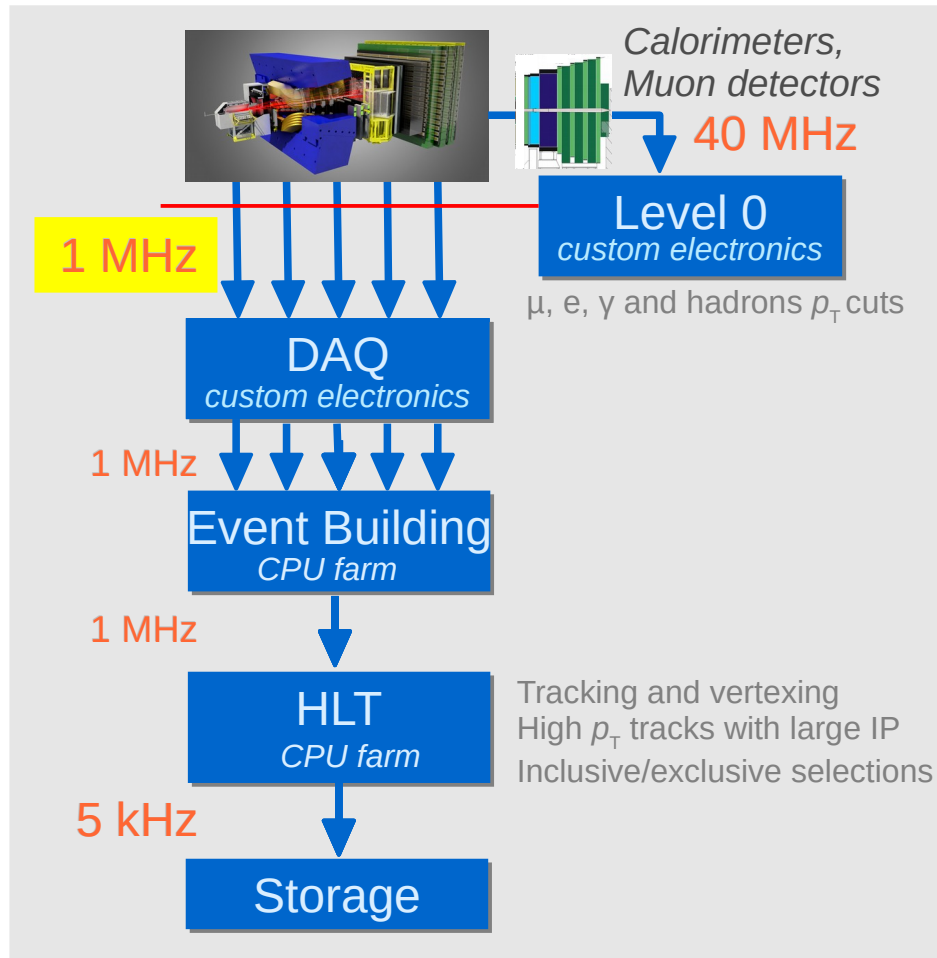 Calorimeters,
Muon detectors
40 MHz
Level 0
custom electronics
1 MHz
μ, e, γ and hadrons pT cuts
DAQ
custom electronics
1 MHz
Event Building
CPU farm
1 MHz
HLT
CPU farm
Tracking and vertexing
High pT tracks with large IP
Inclusive/exclusive selections
5 kHz
Storage